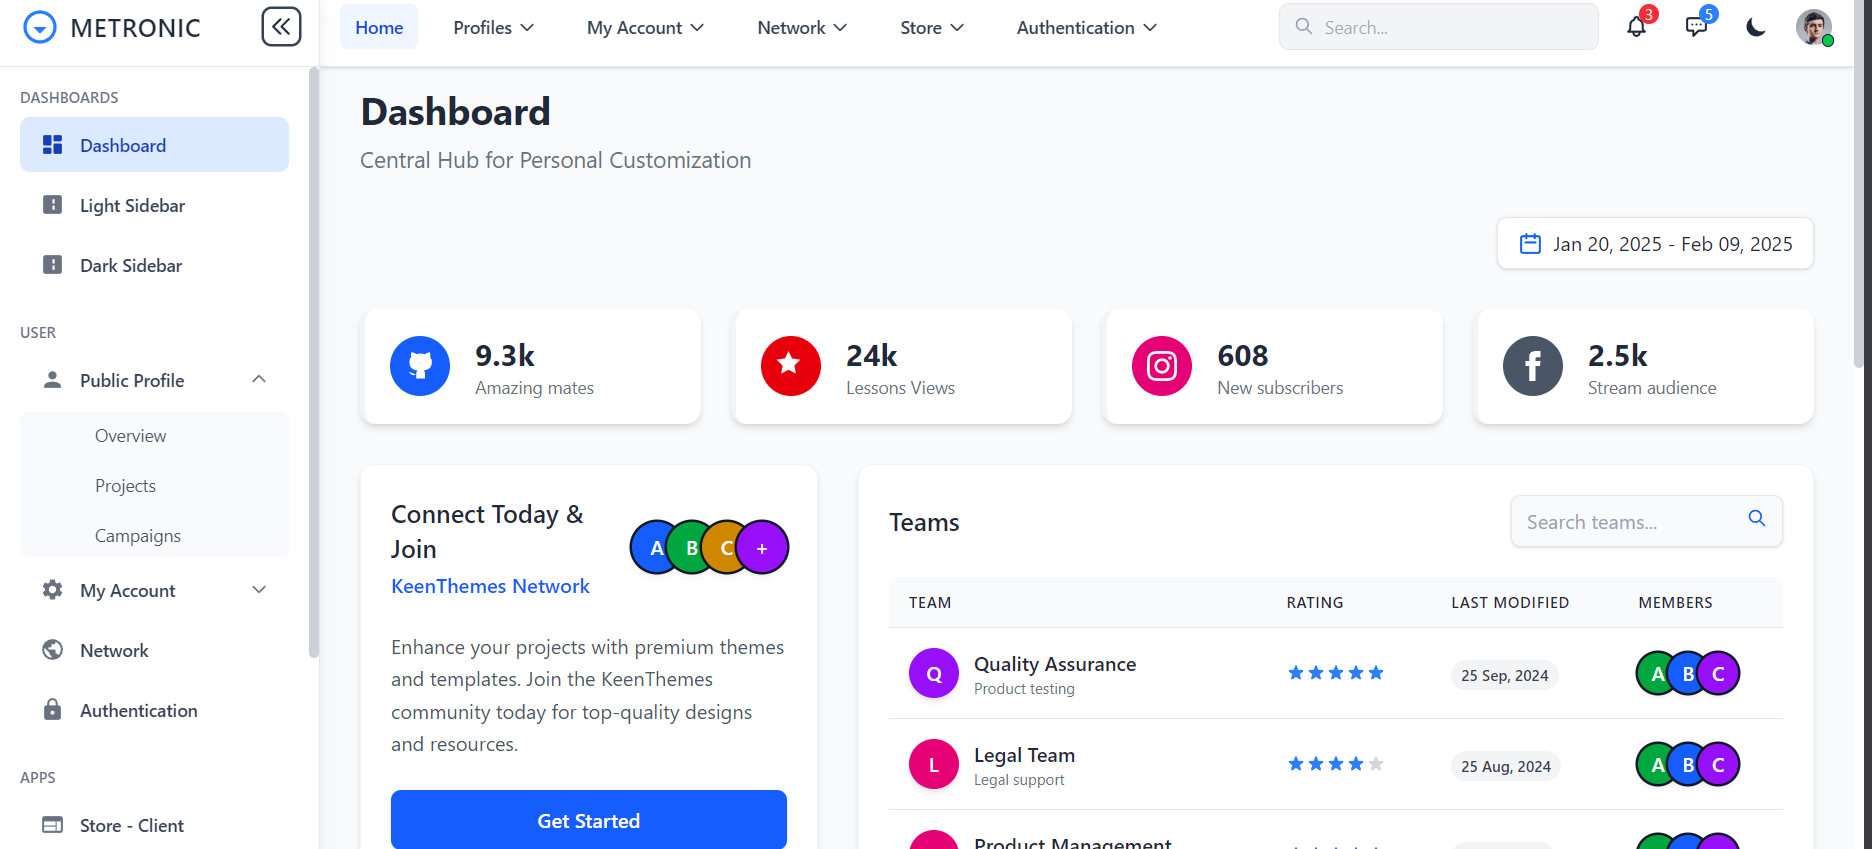 METRONIC
Home
Profiles
My Account
Network
Store
Authentication
Search...
3
5
DASHBOARDS
Dashboard
Light Sidebar
Dark Sidebar
USER
Public Profile
Overview
Projects
Campaigns
My Account
Network
Authentication
APPS
Store - Client
Dashboard
Central Hub for Personal Customization
Jan 20, 2025 - Feb 09, 2025
9.3k
Amazing mates
24k
Lessons Views
608
New subscribers
2.5k
Stream audience
Connect Today &
Join
KeenThemes Network
A B C +
Enhance your projects with premium themes
and templates. Join the KeenThemes
community today for top-quality designs
and resources.
Get Started
Teams
Search teams...
TEAM RATING LAST MODIFIED MEMBERS
Q Quality Assurance
Product testing
25 Sep, 2024
A B C
L Legal Team
Legal support
25 Aug, 2024
A B C
Product Management